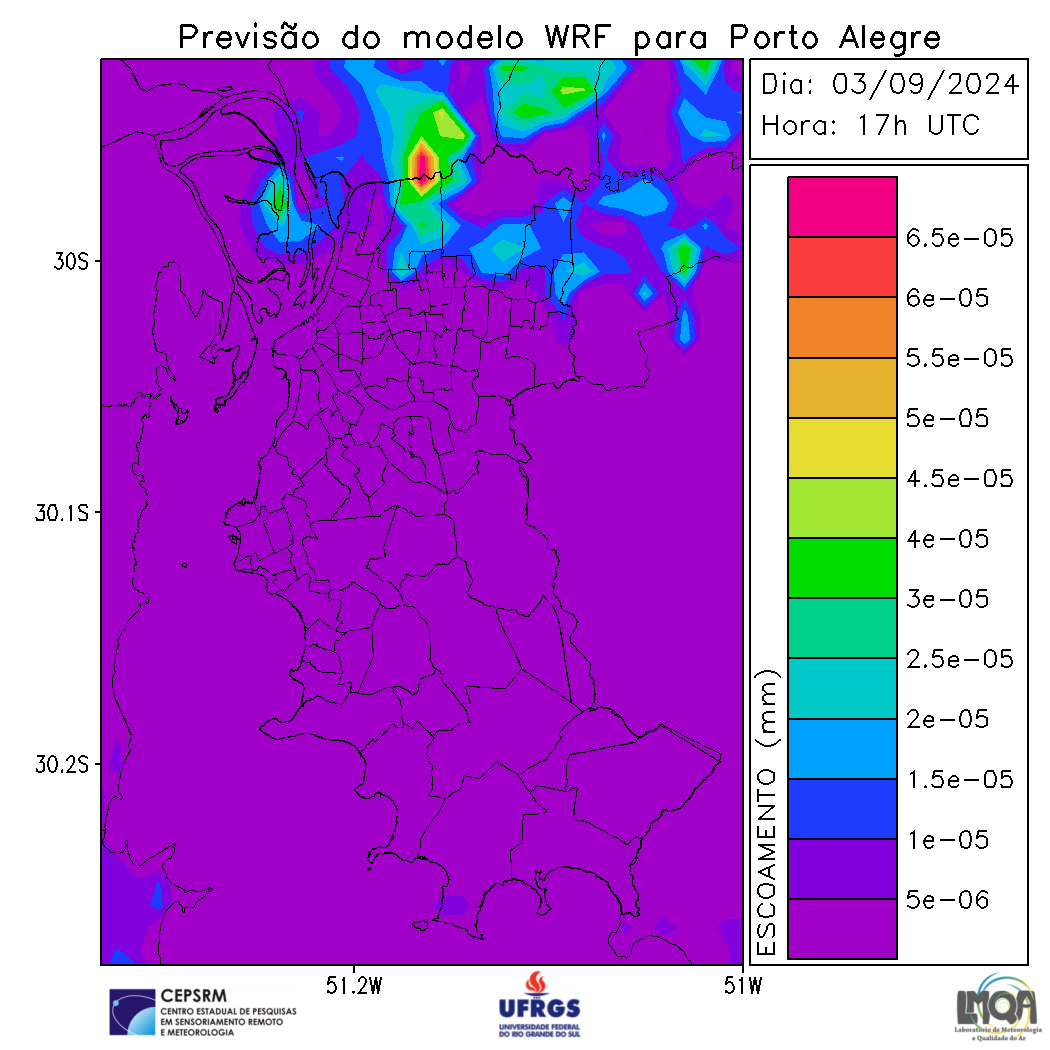 Previsão do modelo WRF para Porto Alegre
Dia: 03/09/2024
Hora: 17h UTC
6.5e-05
6e-05
5.5e-05
5e-05
4.5e-05
4e-05
3e-05
2.5e-05
2e-05
1.5e-05
1e-05
5e-06
ESCOAMENTO (mm)
30S
30.1S
30.2S
51.2W
51W
CEPSRM
CENTRO ESTADUAL DE PESQUISAS
EM SENSORIAMENTO REMOTO
E METEOROLOGIA
UFRGS
UNIVERSIDADE FEDERAL
DO RIO GRANDE DO SUL
LMQA
Laboratório de Meteorologia
e Qualidade do Ar